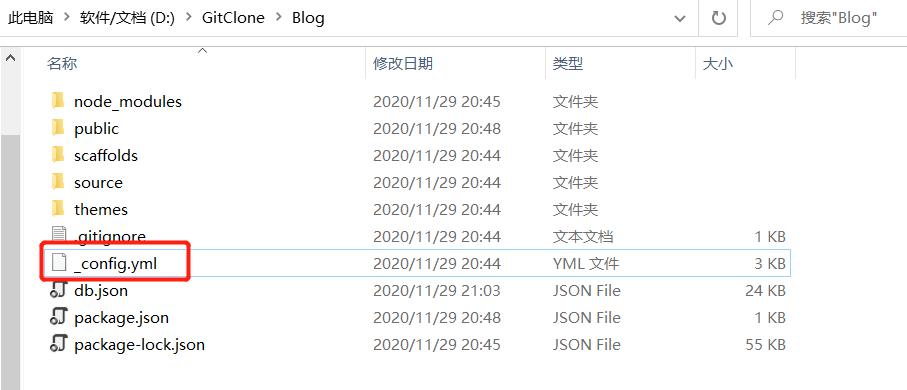 此电脑 > 软件/文档 (D:) > GitClone > Blog 搜索"Blog"
名称 修改日期 类型 大小
node_modules 2020/11/29 20:45 文件夹
public 2020/11/29 20:48 文件夹
scaffolds 2020/11/29 20:44 文件夹
source 2020/11/29 20:44 文件夹
themes 2020/11/29 20:44 文件夹
.gitignore 2020/11/29 20:44 文本文档 1 KB
_config.yml 2020/11/29 20:44 YML 文件 3 KB
db.json 2020/11/29 21:03 JSON File 24 KB
package.json 2020/11/29 20:48 JSON File 1 KB
package-lock.json 2020/11/29 20:45 JSON File 55 KB